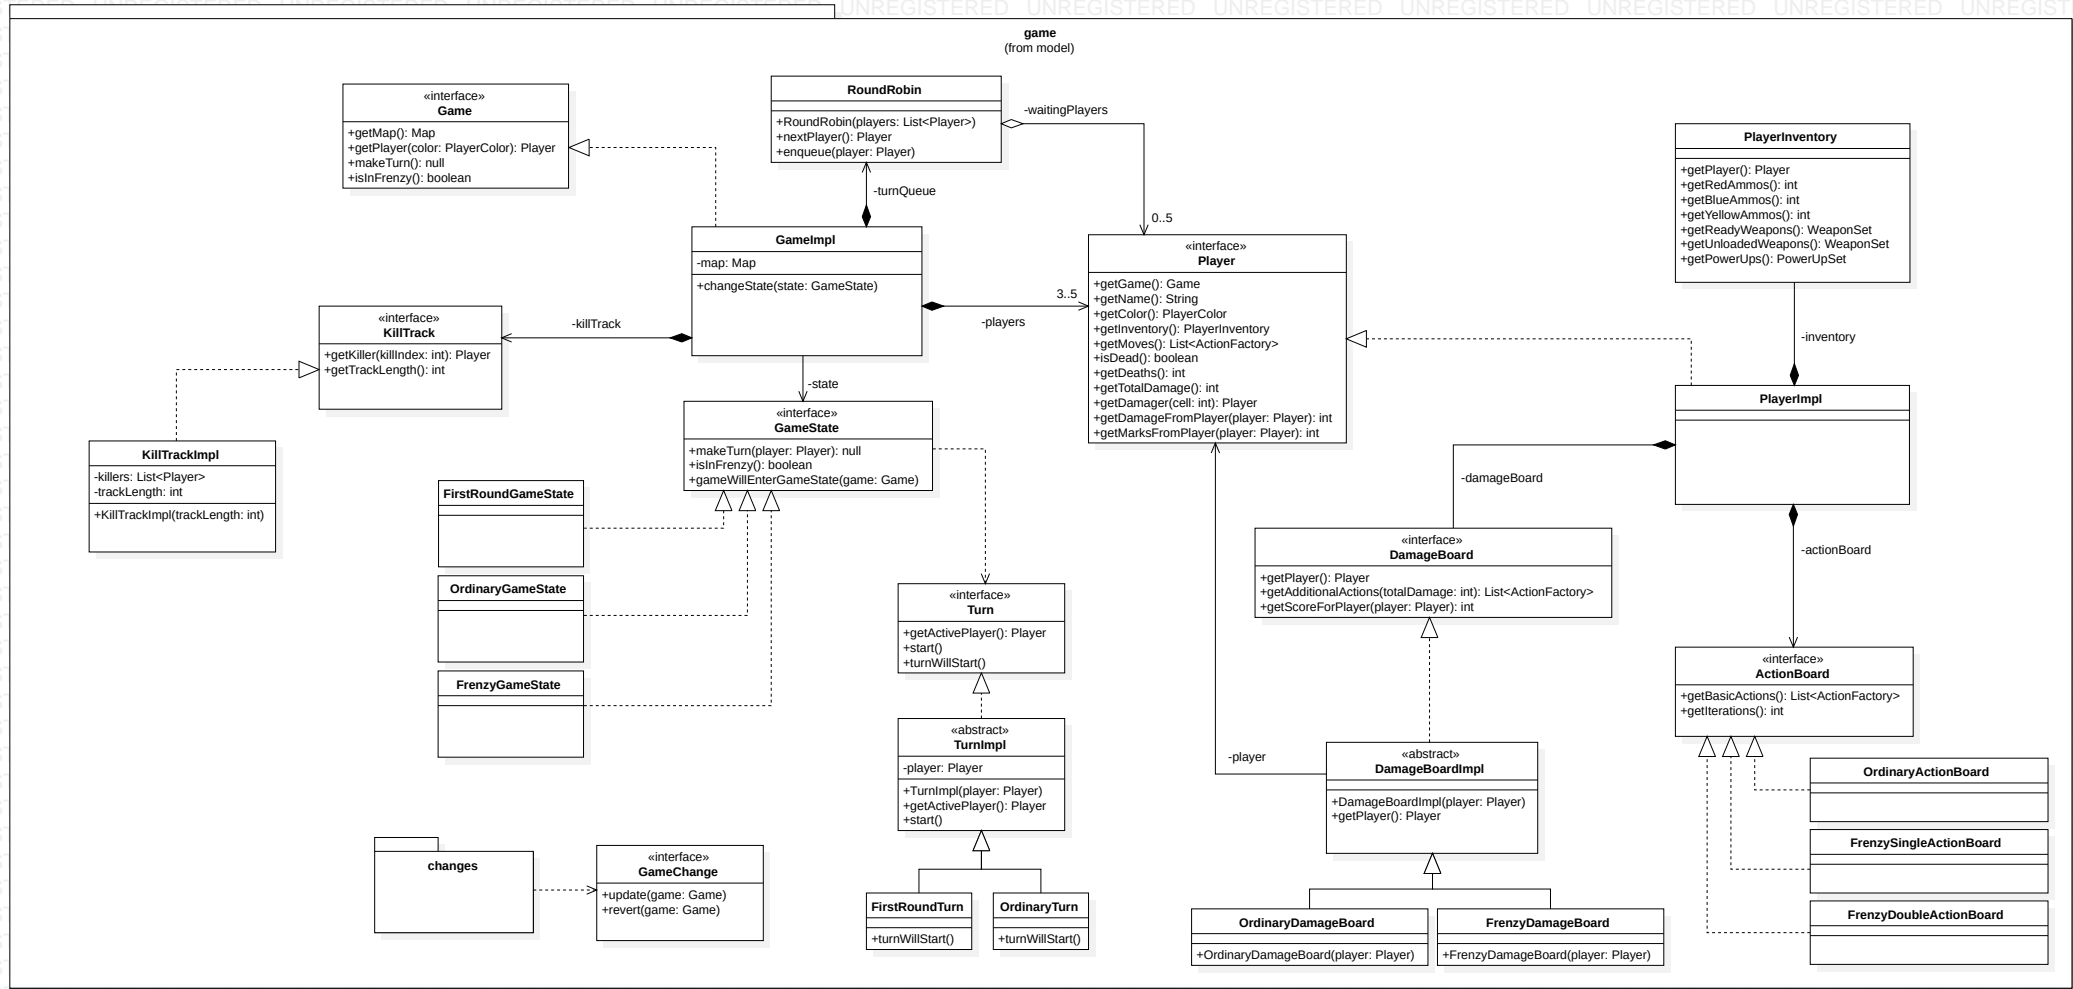 UNREGISTERED UNREGISTERED UNREGISTERED UNREGISTERED UNREGISTERED UNREGISTERED
game
(from model)
«interface»
Game
+getMap(): Map
+getPlayer(color: PlayerColor): Player
+makeTurn(): null
+isInFrenzy(): boolean
RoundRobin
+RoundRobin(players: List<Player>)
+nextPlayer(): Player
+enqueue(player: Player)
-waitingPlayers
0..5
-turnQueue
PlayerInventory
+getPlayer(): Player
+getRedAmmos(): int
+getBlueAmmos(): int
+getYellowAmmos(): int
+getReadyWeapons(): WeaponSet
+getUnloadedWeapons(): WeaponSet
+getPowerUps(): PowerUpSet
GameImpl
-map: Map
+changeState(state: GameState)
3..5
-players
-killTrack
-state
«interface»
Player
+getGame(): Game
+getName(): String
+getColor(): PlayerColor
+getInventory(): PlayerInventory
+getMoves(): List<ActionFactory>
+isDead(): boolean
+getDeaths(): int
+getTotalDamage(): int
+getDamager(cell: int): Player
+getDamageFromPlayer(player: Player): int
+getMarksFromPlayer(player: Player): int
-inventory
«interface»
KillTrack
+getKiller(killIndex: int): Player
+getTrackLength(): int
KillTrackImpl
-killers: List<Player>
-trackLength: int
+KillTrackImpl(trackLength: int)
«interface»
GameState
+makeTurn(player: Player): null
+isInFrenzy(): boolean
+gameWillEnterGameState(game: Game)
PlayerImpl
-damageBoard
-actionBoard
FirstRoundGameState
OrdinaryGameState
FrenzyGameState
«interface»
Turn
+getActivePlayer(): Player
+start()
+turnWillStart()
«interface»
DamageBoard
+getPlayer(): Player
+getAdditionalActions(totalDamage: int): List<ActionFactory>
+getScoreForPlayer(player: Player): int
«interface»
ActionBoard
+getBasicActions(): List<ActionFactory>
+getIterations(): int
«abstract»
TurnImpl
-player: Player
+TurnImpl(player: Player)
+getActivePlayer(): Player
+start()
-player
«abstract»
DamageBoardImpl
+DamageBoardImpl(player: Player)
+getPlayer(): Player
OrdinaryActionBoard
FrenzySingleActionBoard
FrenzyDoubleActionBoard
changes
«interface»
GameChange
+update(game: Game)
+revert(game: Game)
FirstRoundTurn
+turnWillStart()
OrdinaryTurn
+turnWillStart()
OrdinaryDamageBoard
+OrdinaryDamageBoard(player: Player)
FrenzyDamageBoard
+FrenzyDamageBoard(player: Player)